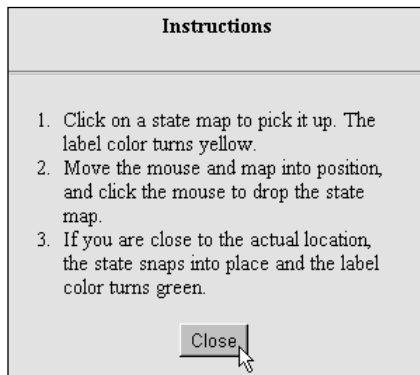 Instructions
1. Click on a state map to pick it up. The
label color turns yellow.
2. Move the mouse and map into position,
and click the mouse to drop the state
map.
3. If you are close to the actual location,
the state snaps into place and the label
color turns green.
Close